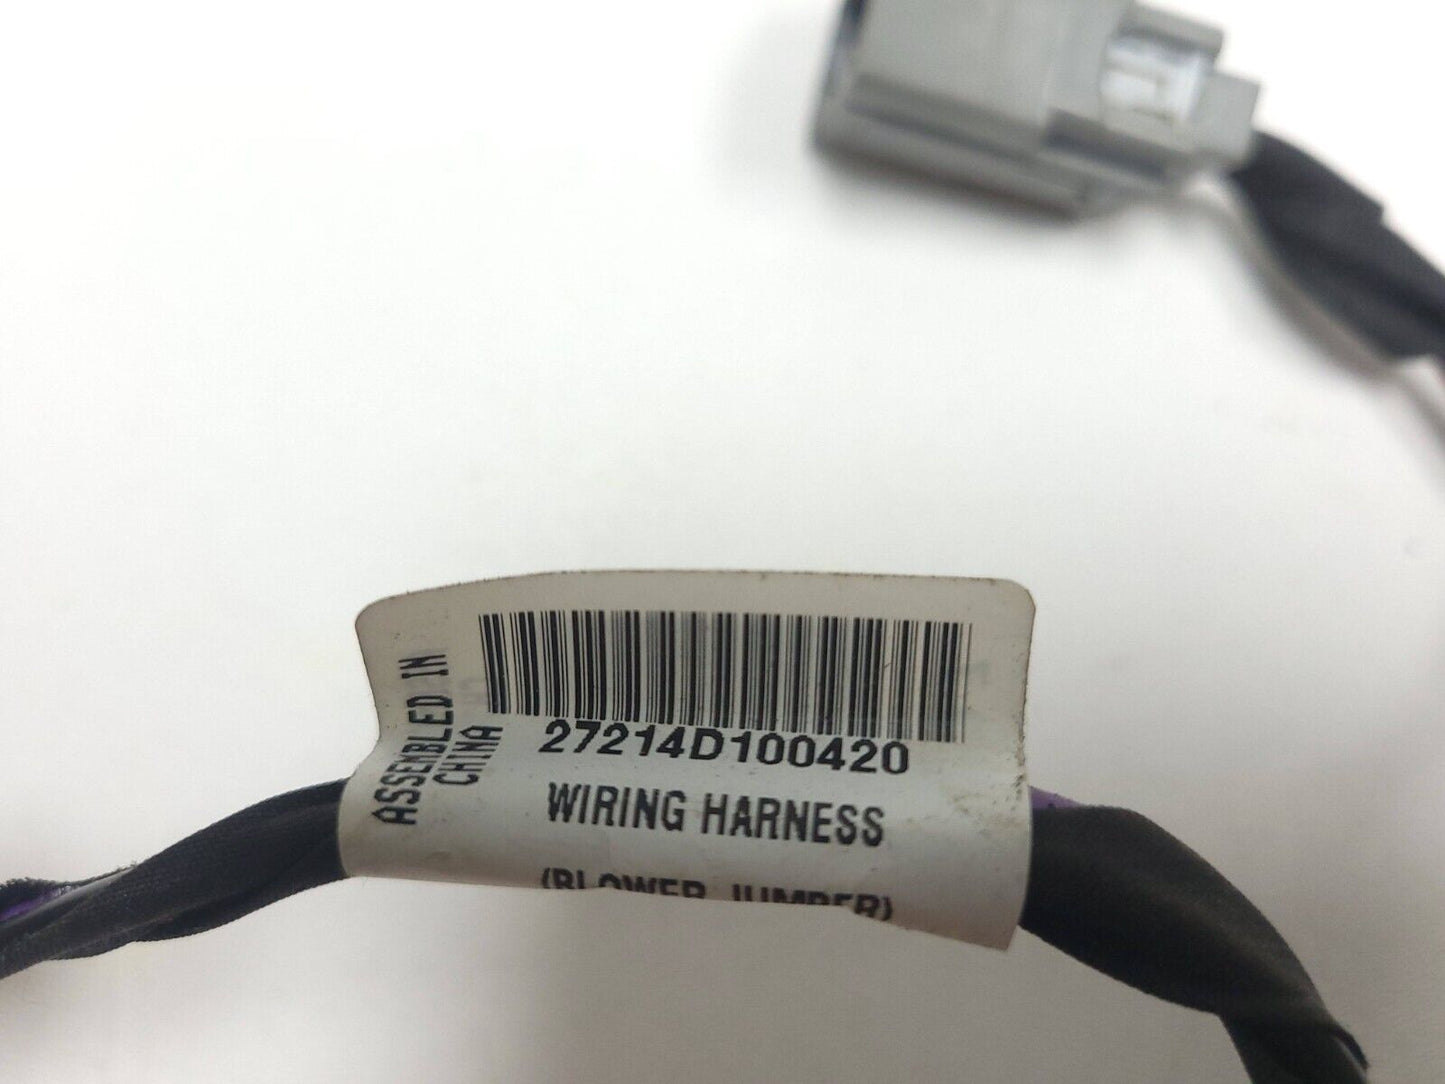 ASSEMBLED IN
CHINA
27214D100420
WIRING HARNESS
(BLOWER JUMPER)